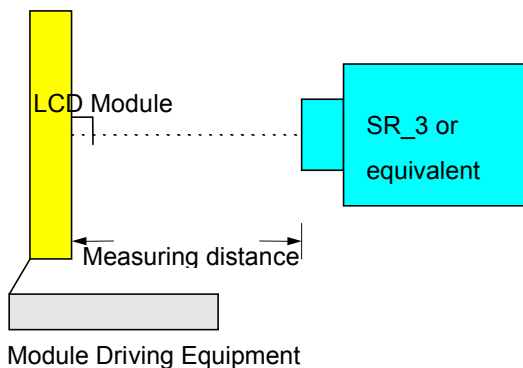 LCD Module
SR_3 or
equivalent
Measuring distance
Module Driving Equipment